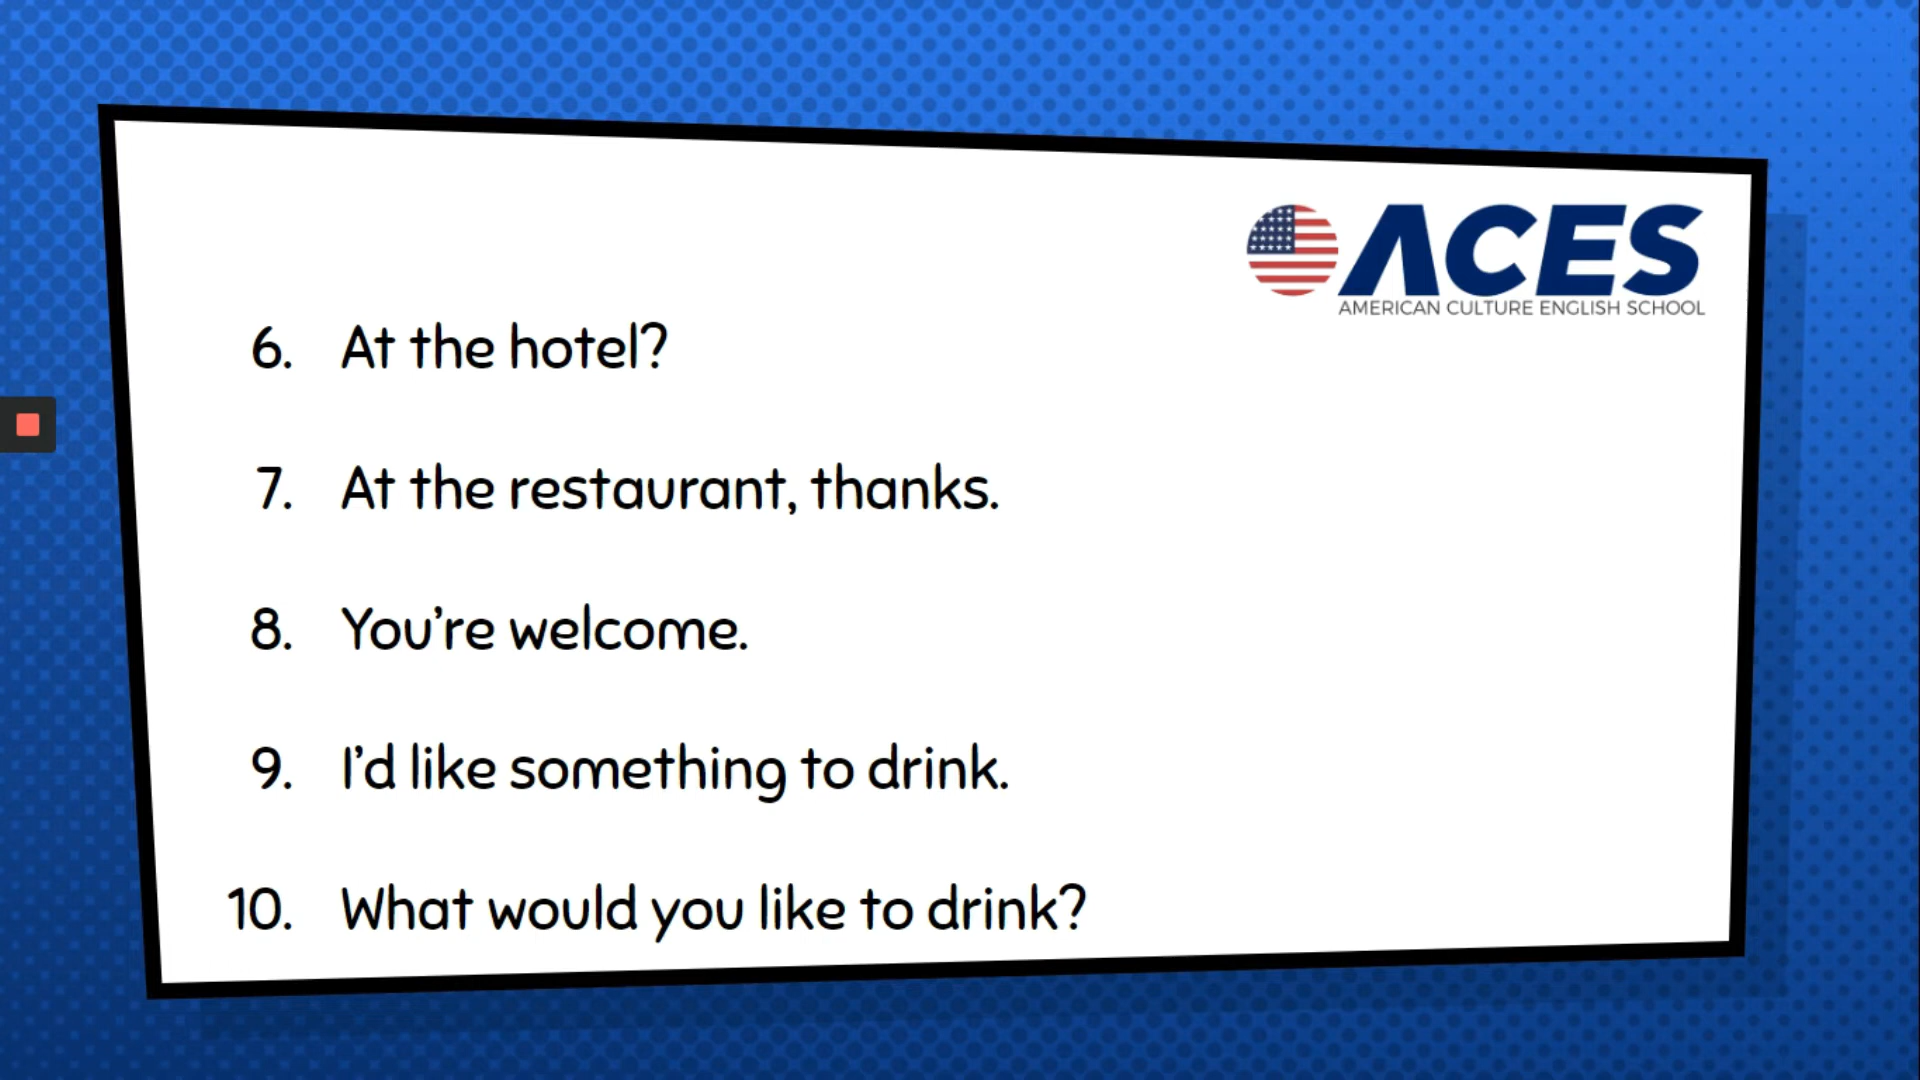 ACES
AMERICAN CULTURE ENGLISH SCHOOL
6. At the hotel?
7. At the restaurant, thanks.
8. You’re welcome.
9. I’d like something to drink.
10. What would you like to drink?